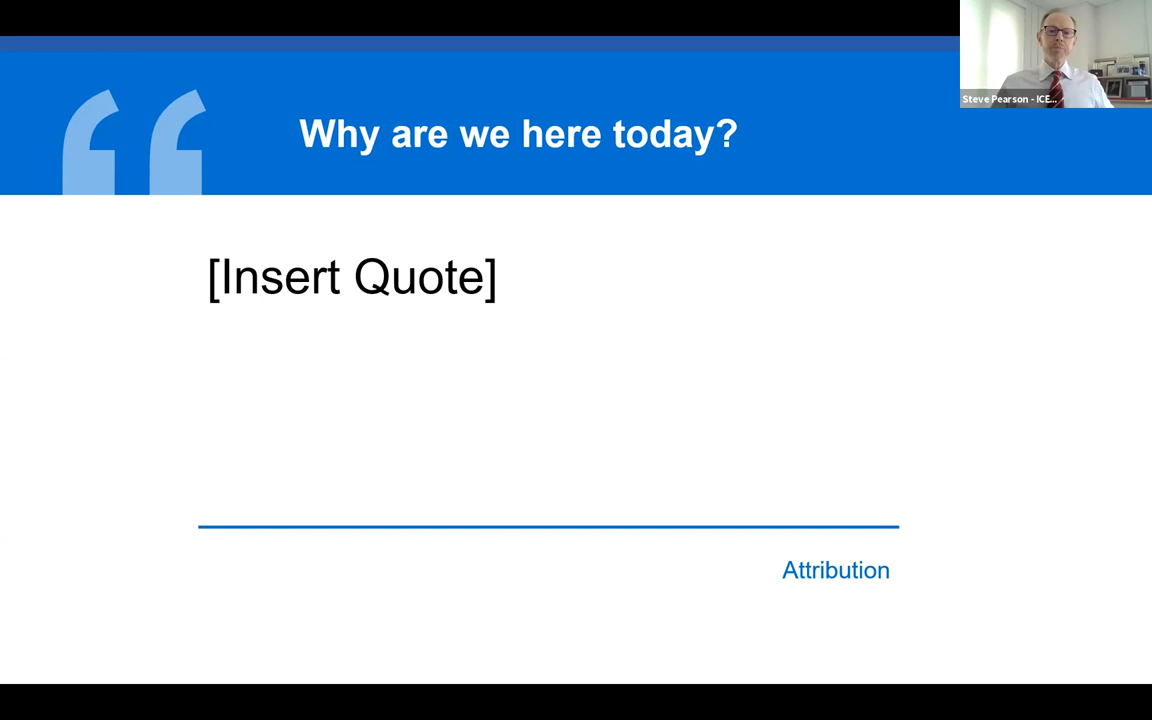 Steve Pearson - ICE...
Why are we here today?
[Insert Quote]
Attribution